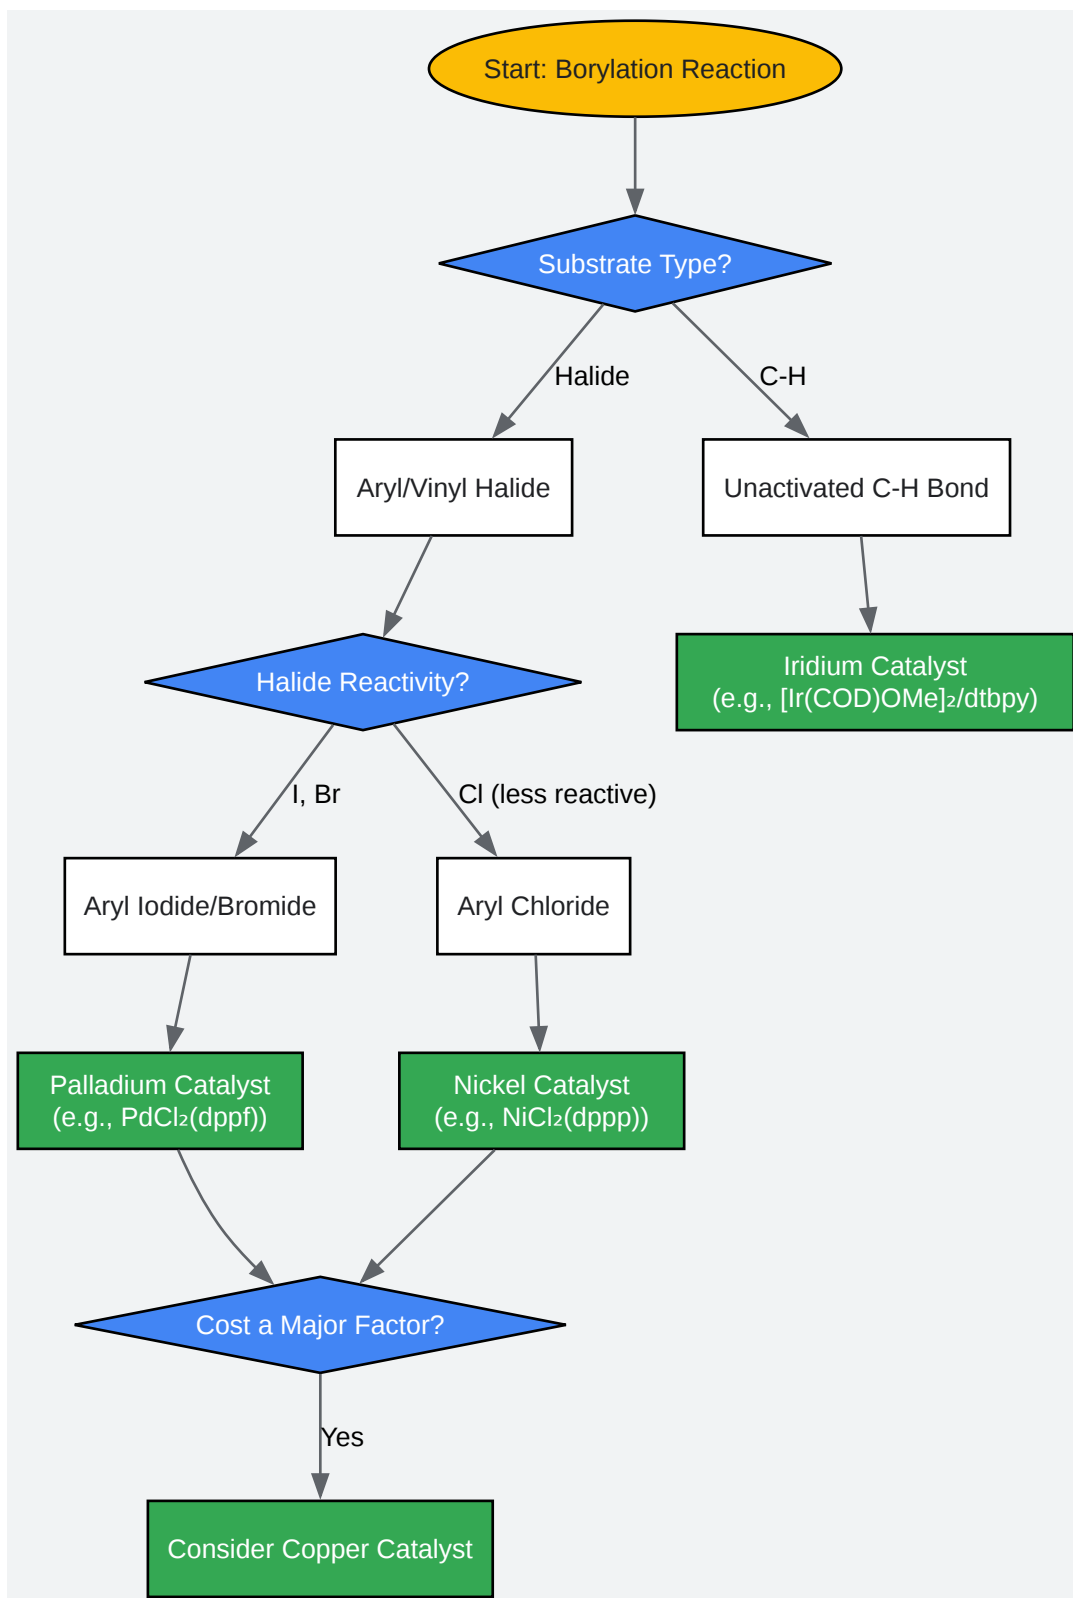 Start: Borylation Reaction
Substrate Type?
Halide
C-H
Aryl/Vinyl Halide
Unactivated C-H Bond
Halide Reactivity?
Iridium Catalyst
(e.g., [Ir(COD)OMe]₂/dtbpy)
I, Br
Cl (less reactive)
Aryl Iodide/Bromide
Aryl Chloride
Palladium Catalyst
(e.g., PdCl₂(dppf))
Nickel Catalyst
(e.g., NiCl₂(dppp))
Cost a Major Factor?
Yes
Consider Copper Catalyst